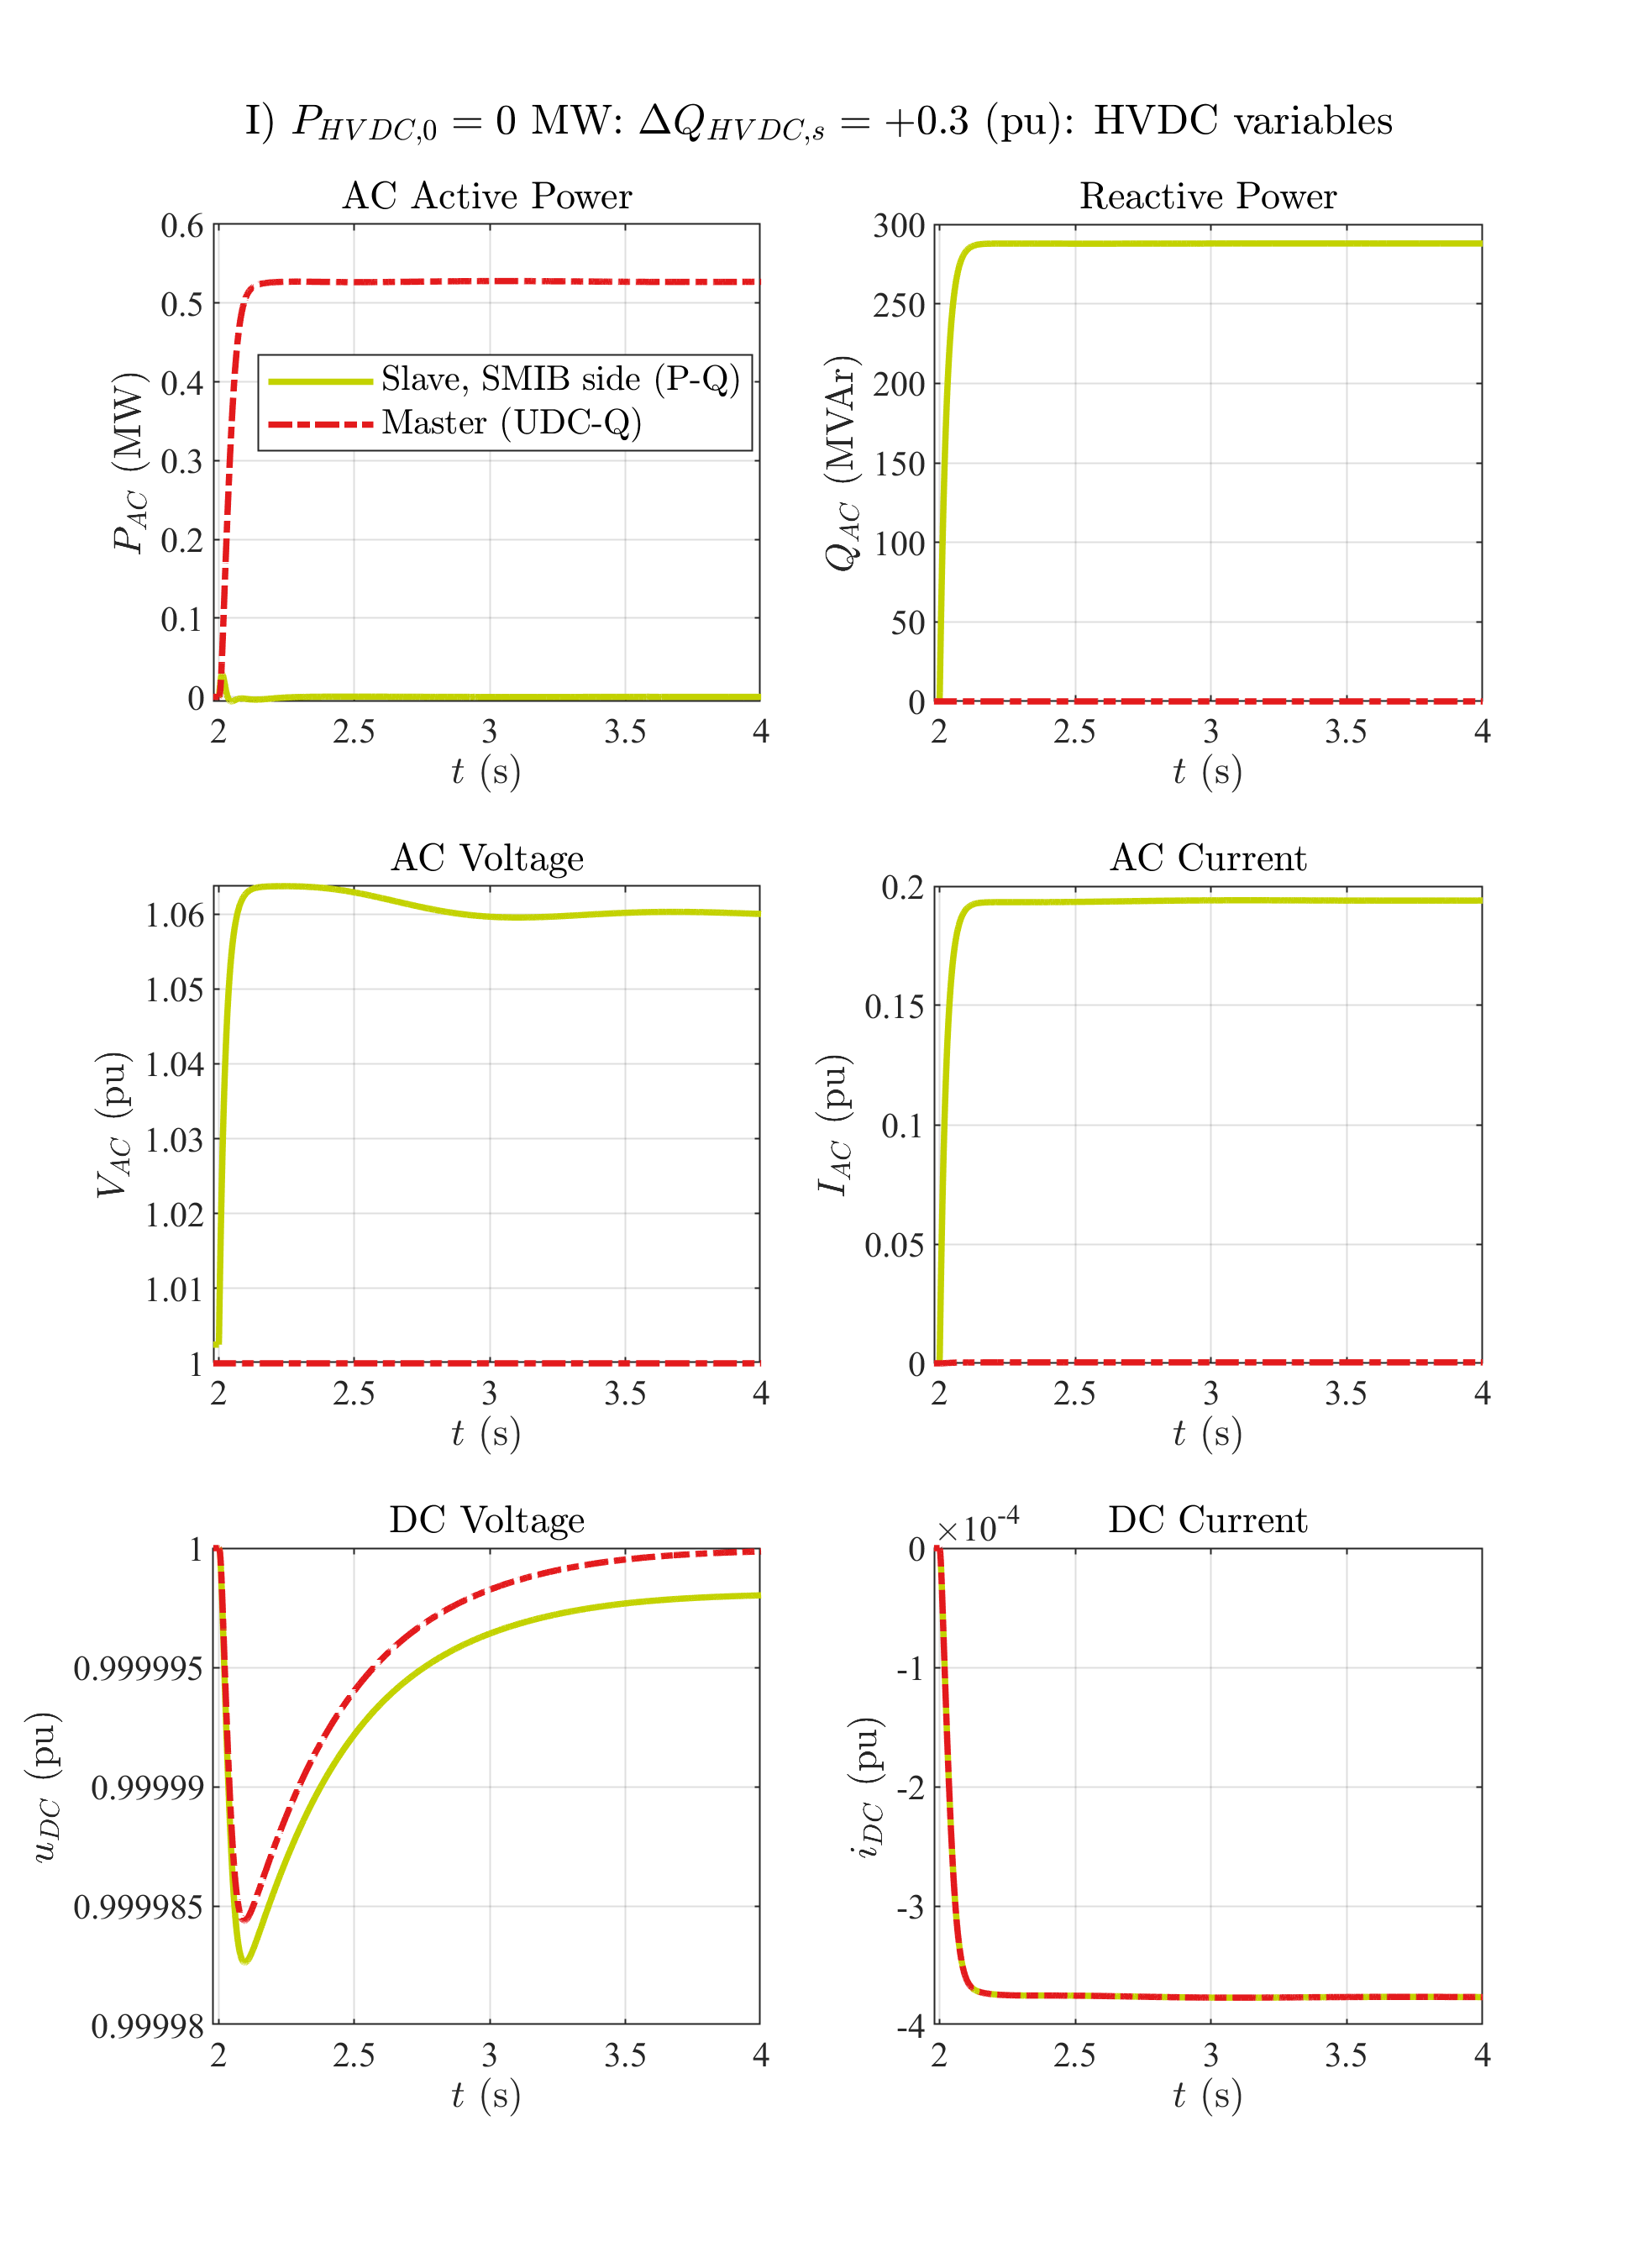 I) P_{HVDC,0} = 0 MW: ΔQ_{HVDC,s} = +0.3 (pu): HVDC variables
AC Active Power
0.6
0.5
0.4
0.3
0.2
0.1
0
P_{AC} (MW)
Slave, SMIB side (P-Q)
Master (UDC-Q)
2 2.5 3 3.5 4
t (s)
Reactive Power
300
250
200
150
100
50
0
Q_{AC} (MVAr)
2 2.5 3 3.5 4
t (s)
AC Voltage
1.06
1.05
1.04
1.03
1.02
1.01
1
V_{AC} (pu)
2 2.5 3 3.5 4
t (s)
AC Current
0.2
0.15
0.1
0.05
0
I_{AC} (pu)
2 2.5 3 3.5 4
t (s)
DC Voltage
1
0.999995
0.99999
0.999985
0.99998
u_{DC} (pu)
2 2.5 3 3.5 4
t (s)
×10^{-4}
DC Current
0
-1
-2
-3
-4
i_{DC} (pu)
2 2.5 3 3.5 4
t (s)